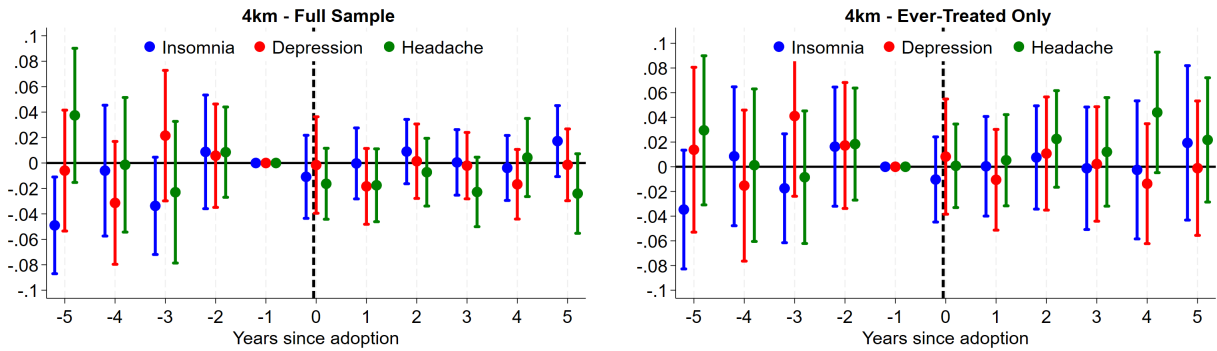 4km - Full Sample
Insomnia Depression Headache
.1
.08
.06
.04
.02
0
-.02
-.04
-.06
-.08
-.1
-5 -4 -3 -2 -1 0 1 2 3 4 5
Years since adoption
4km - Ever-Treated Only
Insomnia Depression Headache
.1
.08
.06
.04
.02
0
-.02
-.04
-.06
-.08
-.1
-5 -4 -3 -2 -1 0 1 2 3 4 5
Years since adoption